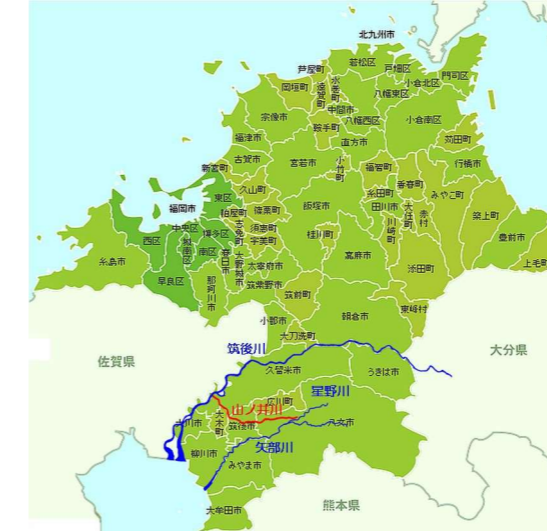 北九州市
芦屋町
若松区
戸畑区
門司区
岡垣町
遠賀町
水巻町
小倉北区
八幡東区
中間市
宗像市
八幡西区
小倉南区
鞍手町
苅田町
福津市
直方市
行橋市
古賀市
宮若市
小竹町
新宮町
福智町
香春町
みやこ町
久山町
糸田町
東区
福岡市
粕屋町
篠栗町
飯塚市
田川市
大任町
赤村
築上町
中央区
博多区
志免町
須恵町
川崎町
西区
城南区
宇美町
桂川町
豊前市
南区
春日市
大野城市
糸島市
太宰府市
嘉麻市
添田町
上毛町
早良区
那珂川市
筑紫野市
筑前町
東峰村
小郡市
朝倉市
大刀洗町
筑後川
佐賀県
大分県
久留米市
うきは市
星野川
広川町
山ノ井川
大川市
大木町
筑後市
八女市
矢部川
柳川市
みやま市
大牟田市
熊本県